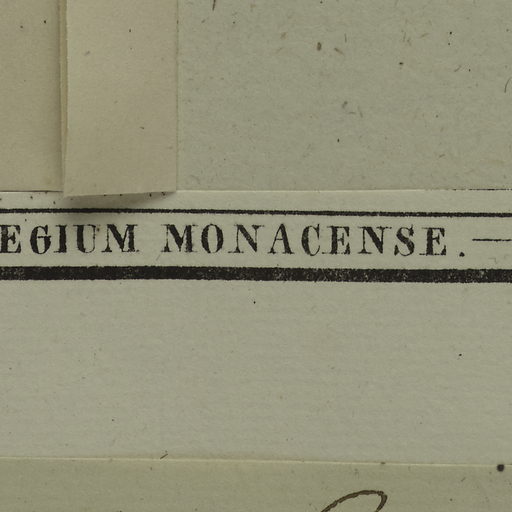 EGIUM MONACENSE. —